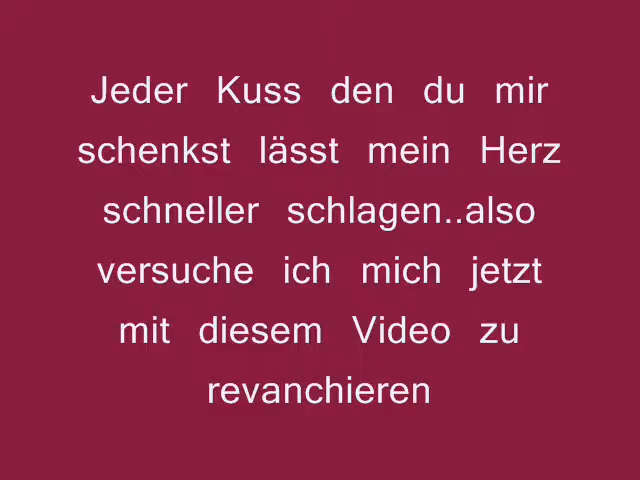 Jeder Kuss den du mir
schenkst lässt mein Herz
schneller schlagen..also
versuche ich mich jetzt
mit diesem Video zu
revanchieren